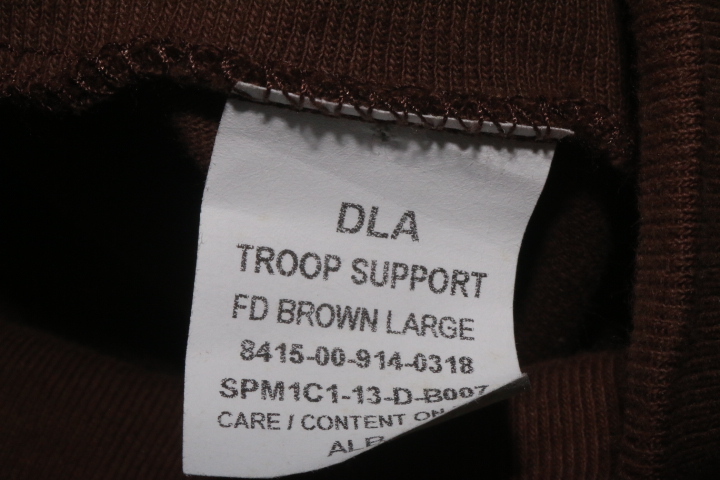 DLA
TROOP SUPPORT
FD BROWN LARGE
8415-00-914-0318
SPM1C1-13-D-B007
CARE / CONTENT ON